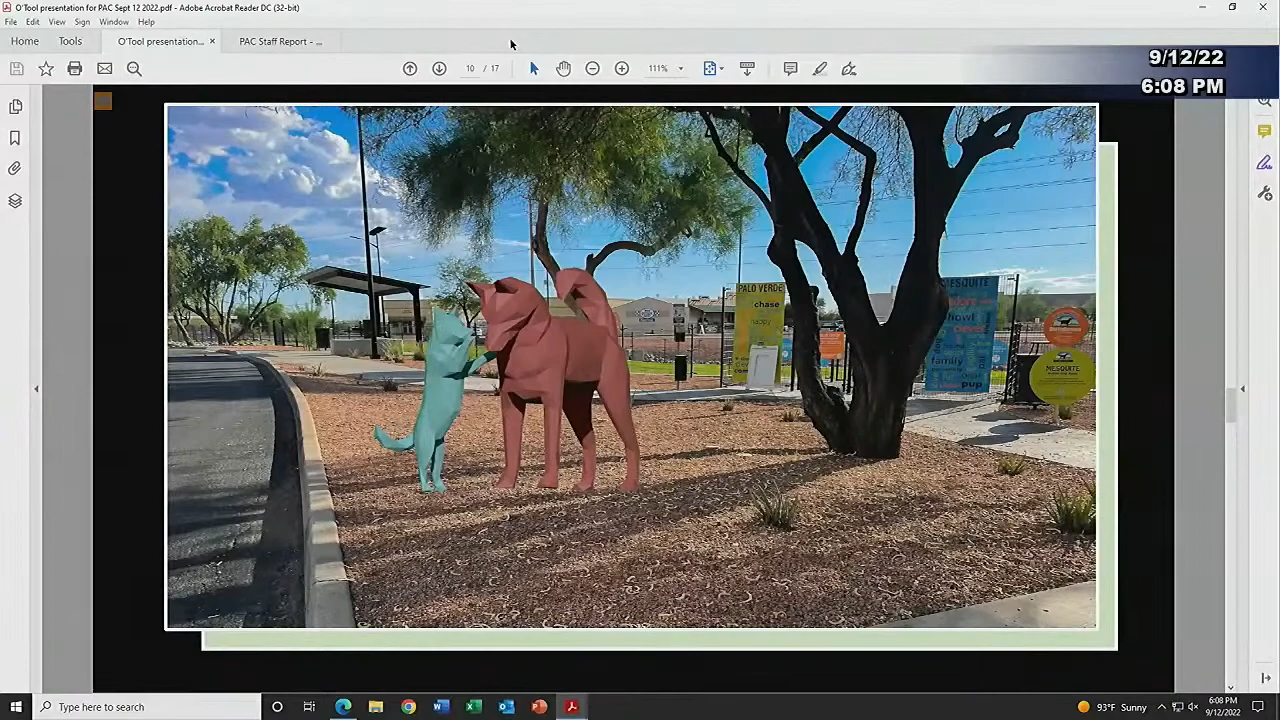 O'Tool presentation for PAC Sept 12 2022.pdf - Adobe Acrobat Reader DC (32-bit)
File Edit View Sign Window Help
Home Tools O'Tool presentation... × PAC Staff Report - ...
9/12/22
10 / 17 111%
6:08 PM
PALO VERDE
chase
happy
MESQUITE
howl
family
pup
MESQUITE
Type here to search
93°F Sunny
6:08 PM
9/12/2022